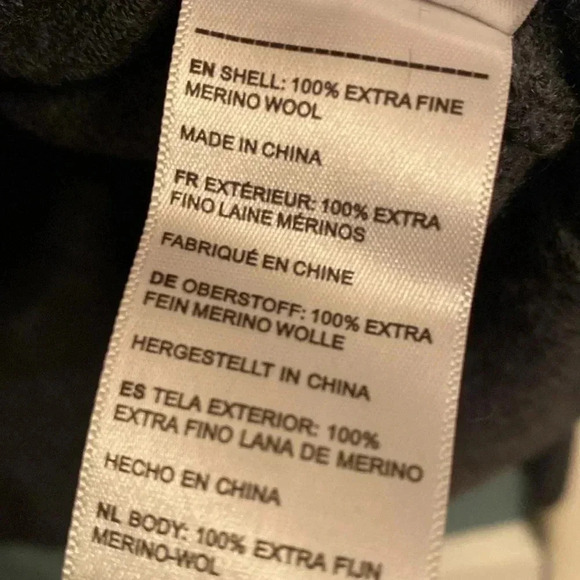 EN SHELL: 100% EXTRA FINE
MERINO WOOL
MADE IN CHINA
FR EXTÉRIEUR: 100% EXTRA
FINO LAINE MÉRINOS
FABRIQUÉ EN CHINE
DE OBERSTOFF: 100% EXTRA
FEIN MERINO WOLLE
HERGESTELLT IN CHINA
ES TELA EXTERIOR: 100%
EXTRA FINO LANA DE MERINO
HECHO EN CHINA
NL BODY: 100% EXTRA FIJN
MERINO-WOL